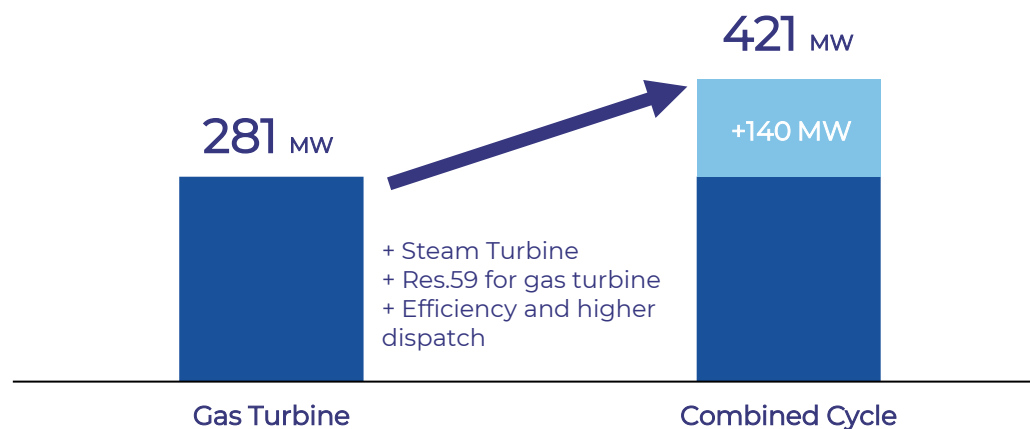 421 MW
281 MW
+140 MW
+ Steam Turbine
+ Res.59 for gas turbine
+ Efficiency and higher
dispatch
Gas Turbine
Combined Cycle